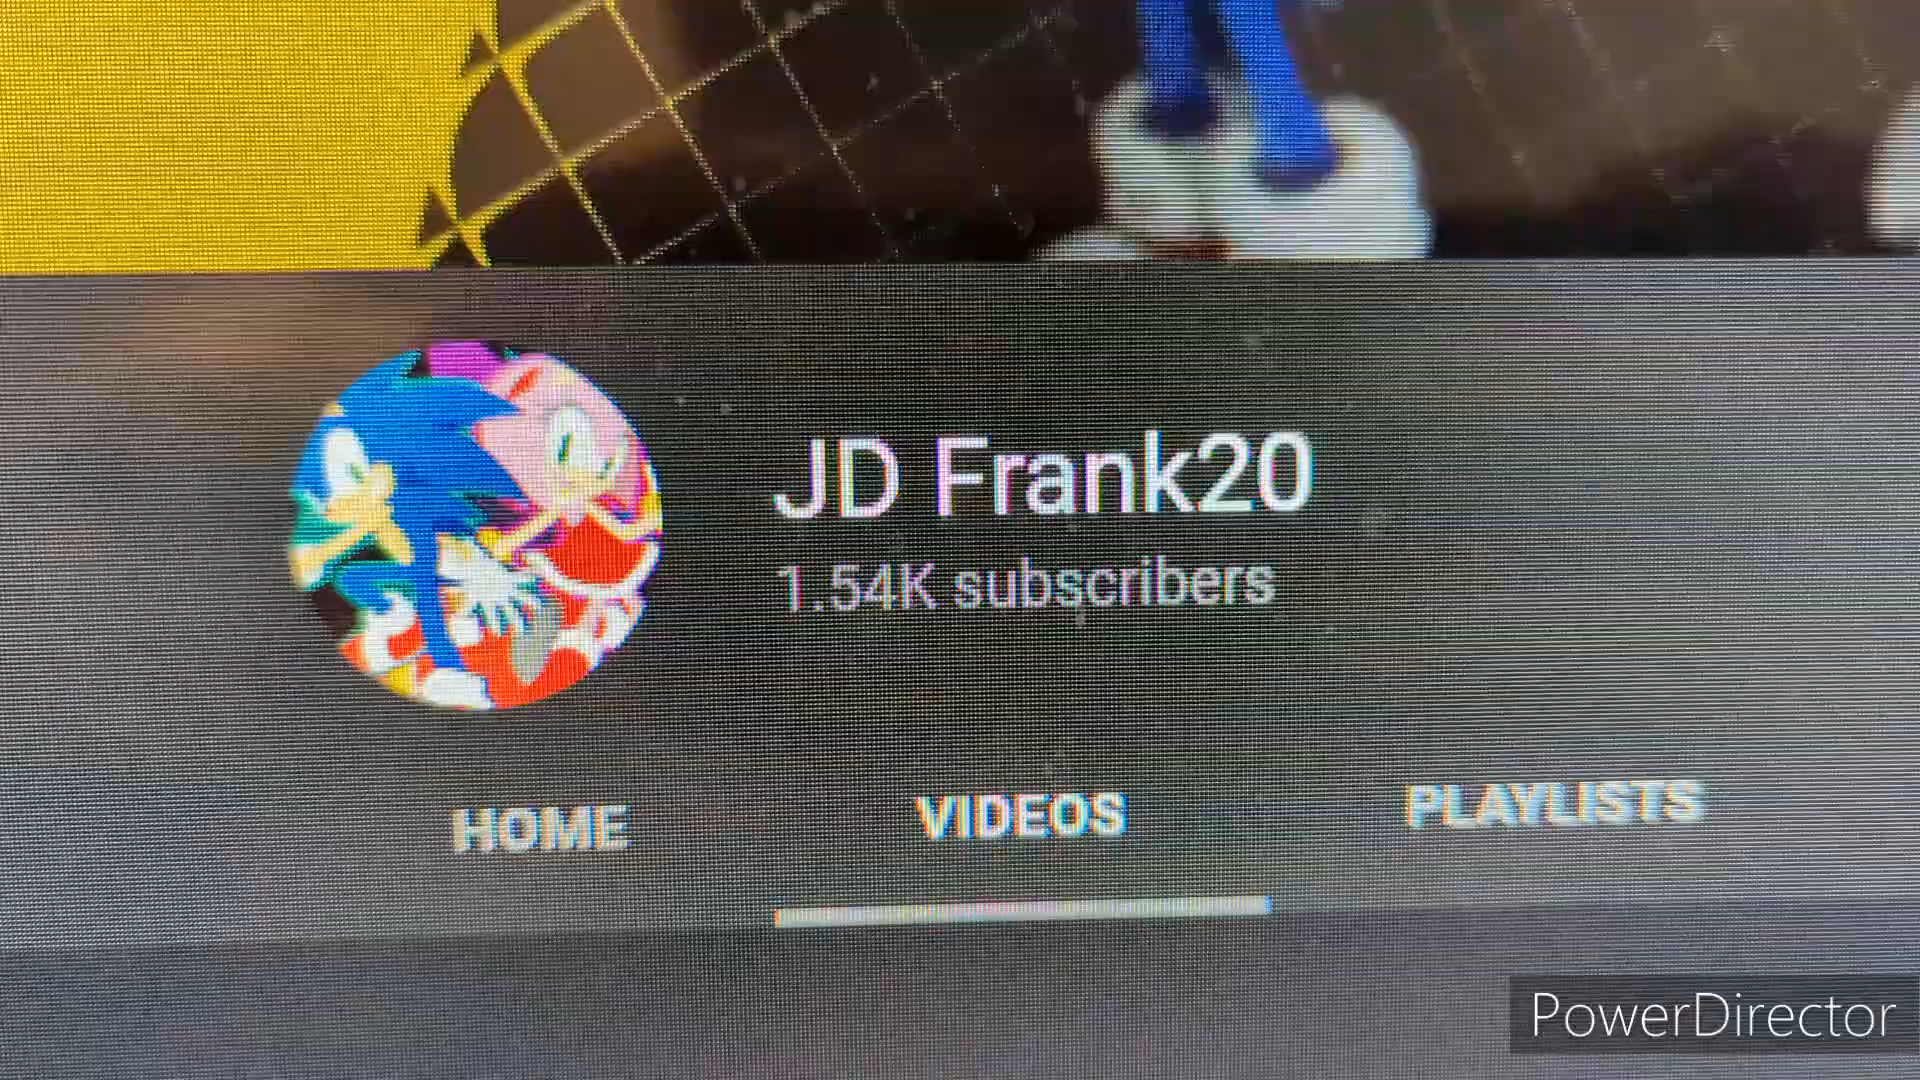 JD Frank20
1.54K subscribers
HOME
VIDEOS
PLAYLISTS
PowerDirector